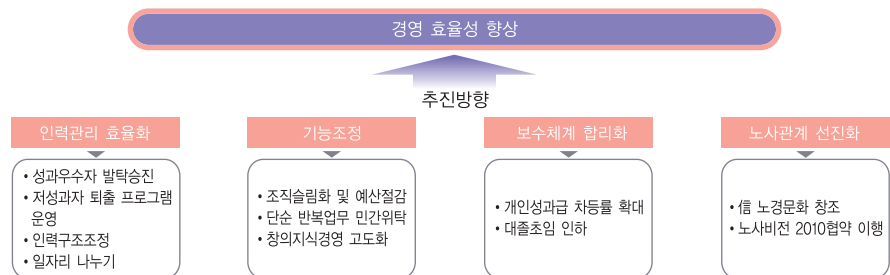 경영 효율성 향상
추진방향
인력관리 효율화
• 성과우수자 발탁승진
• 저성과자 퇴출 프로그램
운영
• 인력구조조정
• 일자리 나누기
기능조정
• 조직슬림화 및 예산절감
• 단순 반복업무 민간위탁
• 창의지식경영 고도화
보수체계 합리화
• 개인성과급 차등률 확대
• 대졸초임 인하
노사관계 선진화
• 信 노경문화 창조
• 노사비전 2010협약 이행